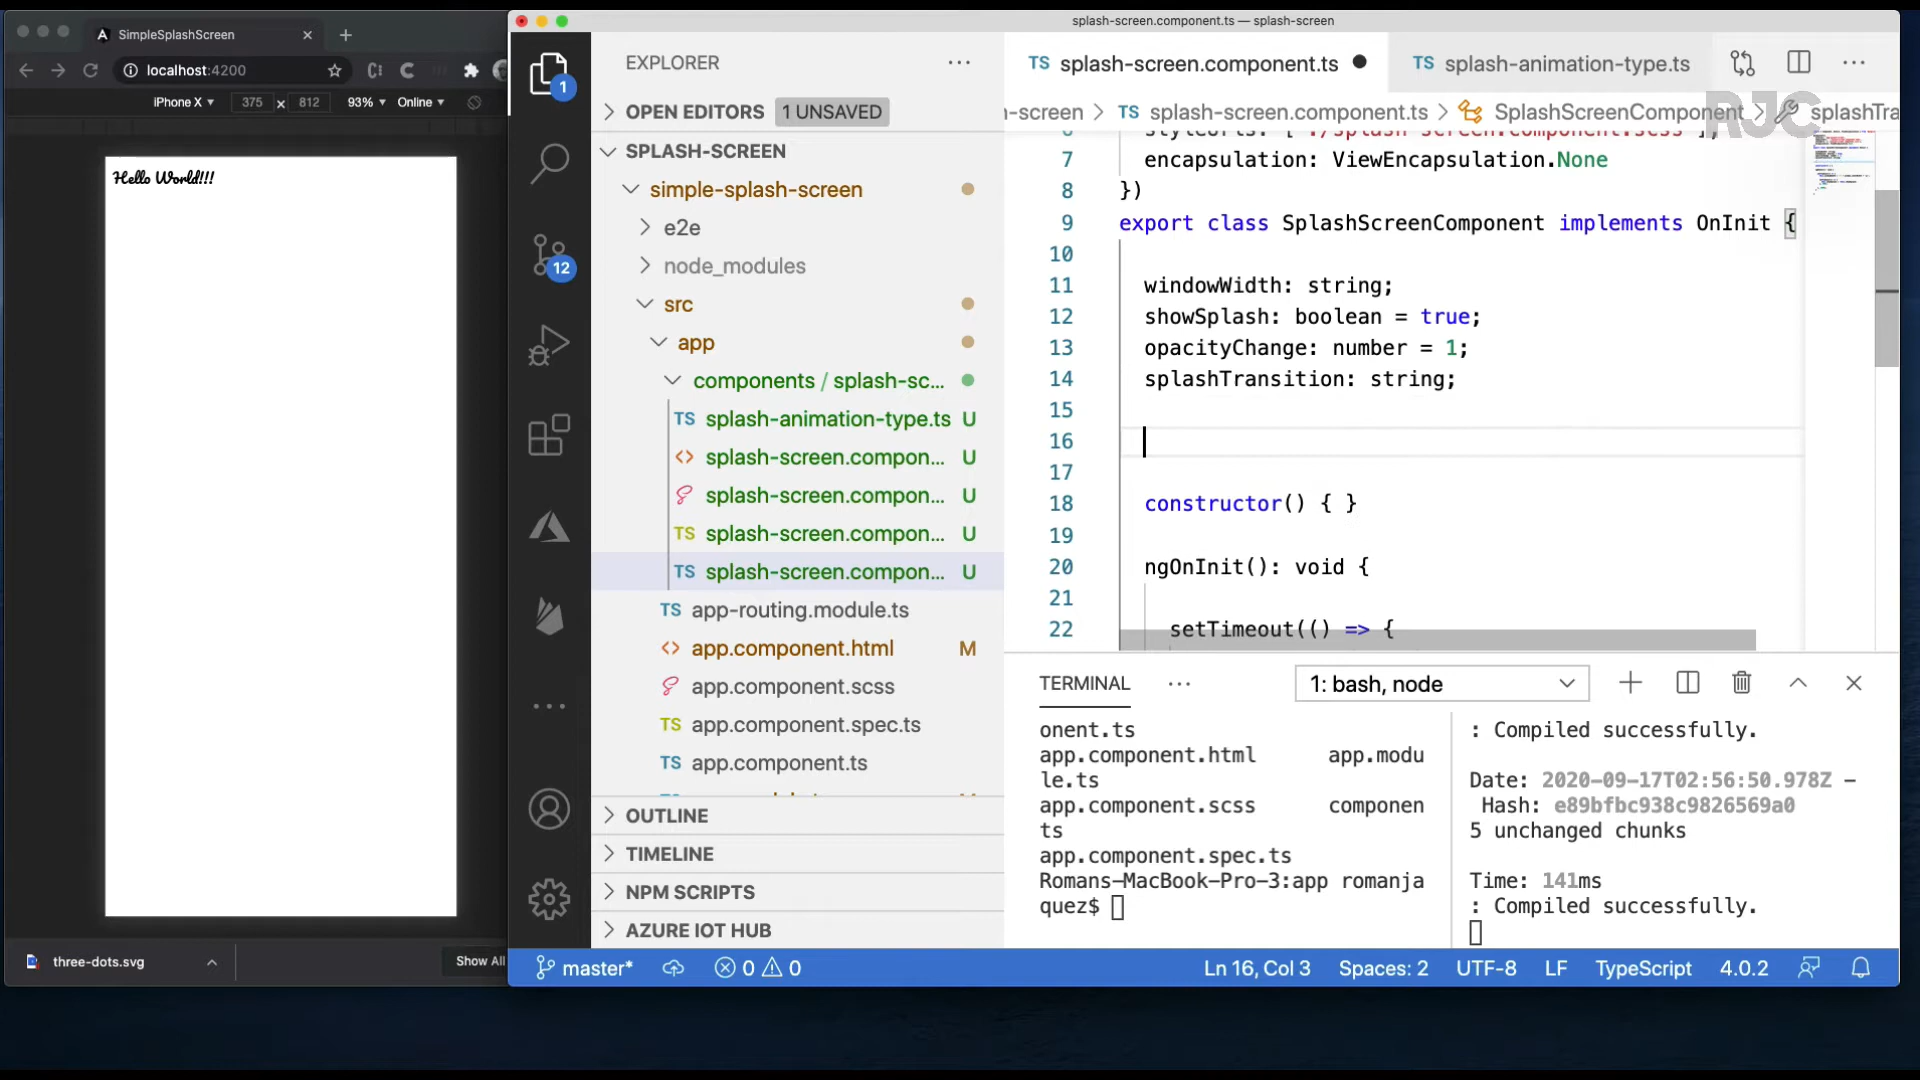 SimpleSplashScreen
localhost:4200
iPhone X
375
812
93%
Online
Hello World!!!
three-dots.svg
Show All
splash-screen.component.ts — splash-screen
EXPLORER
OPEN EDITORS
1 UNSAVED
SPLASH-SCREEN
simple-splash-screen
e2e
node_modules
src
app
components / splash-sc...
TS splash-animation-type.ts U
<> splash-screen.compon... U
splash-screen.compon... U
TS splash-screen.compon... U
TS splash-screen.compon... U
TS app-routing.module.ts
<> app.component.html M
app.component.scss
TS app.component.spec.ts
TS app.component.ts
OUTLINE
TIMELINE
NPM SCRIPTS
AZURE IOT HUB
1
12
TS splash-screen.component.ts
TS splash-animation-type.ts
RJC
n-screen > TS splash-screen.component.ts > SplashScreenComponent > splashTra
7 encapsulation: ViewEncapsulation.None
8 })
9 export class SplashScreenComponent implements OnInit {
10
11 windowWidth: string;
12 showSplash: boolean = true;
13 opacityChange: number = 1;
14 splashTransition: string;
15
16
17
18 constructor() { }
19
20 ngOnInit(): void {
21
22 setTimeout(() => {
TERMINAL
1: bash, node
onent.ts
app.component.html app.modu
le.ts
app.component.scss componen
ts
app.component.spec.ts
Romans-MacBook-Pro-3:app romanja
quez$
: Compiled successfully.
Date: 2020-09-17T02:56:50.978Z -
Hash: e89bfbc938c9826569a0
5 unchanged chunks
Time: 141ms
: Compiled successfully.
master*
0
0
Ln 16, Col 3
Spaces: 2
UTF-8
LF
TypeScript
4.0.2